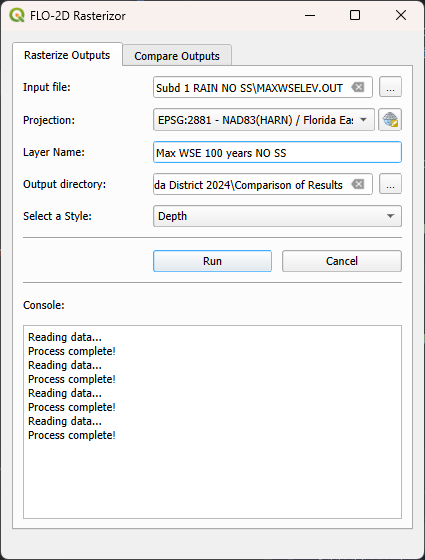 FLO-2D Rasterizor
Rasterize Outputs
Compare Outputs
Input file:
Subd 1 RAIN NO SS\MAXWSELEV.OUT
...
Projection:
EPSG:2881 - NAD83(HARN) / Florida Eas
Layer Name:
Max WSE 100 years NO SS
Output directory:
da District 2024\Comparison of Results
...
Select a Style:
Depth
Run
Cancel
Console:
Reading data...
Process complete!
Reading data...
Process complete!
Reading data...
Process complete!
Reading data...
Process complete!